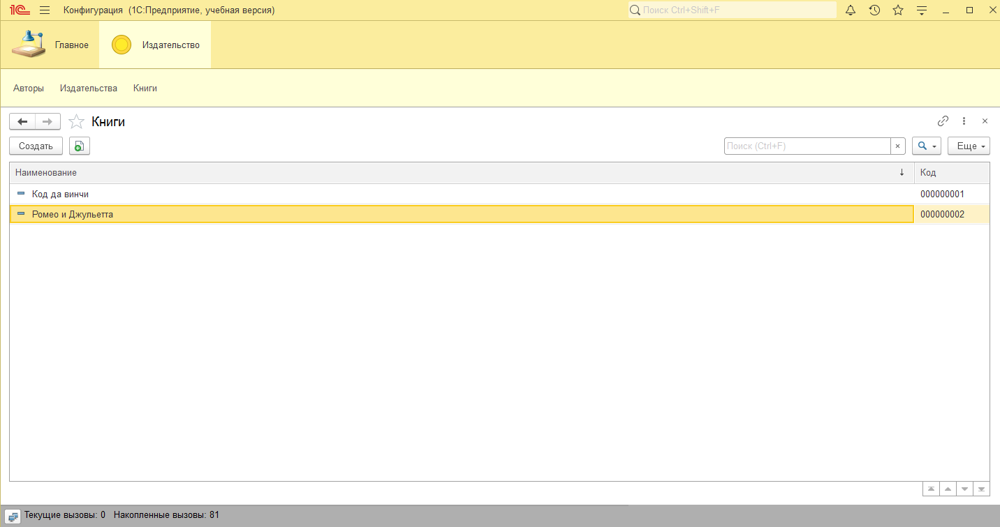 1С Конфигурация (1С:Предприятие, учебная версия) Поиск Ctrl+Shift+F
Главное Издательство
Авторы Издательства Книги
Книги
Создать Поиск (Ctrl+F) × Еще
Наименование ↓ Код
Код да винчи 000000001
Ромео и Джульетта 000000002
Текущие вызовы: 0 Накопленные вызовы: 81